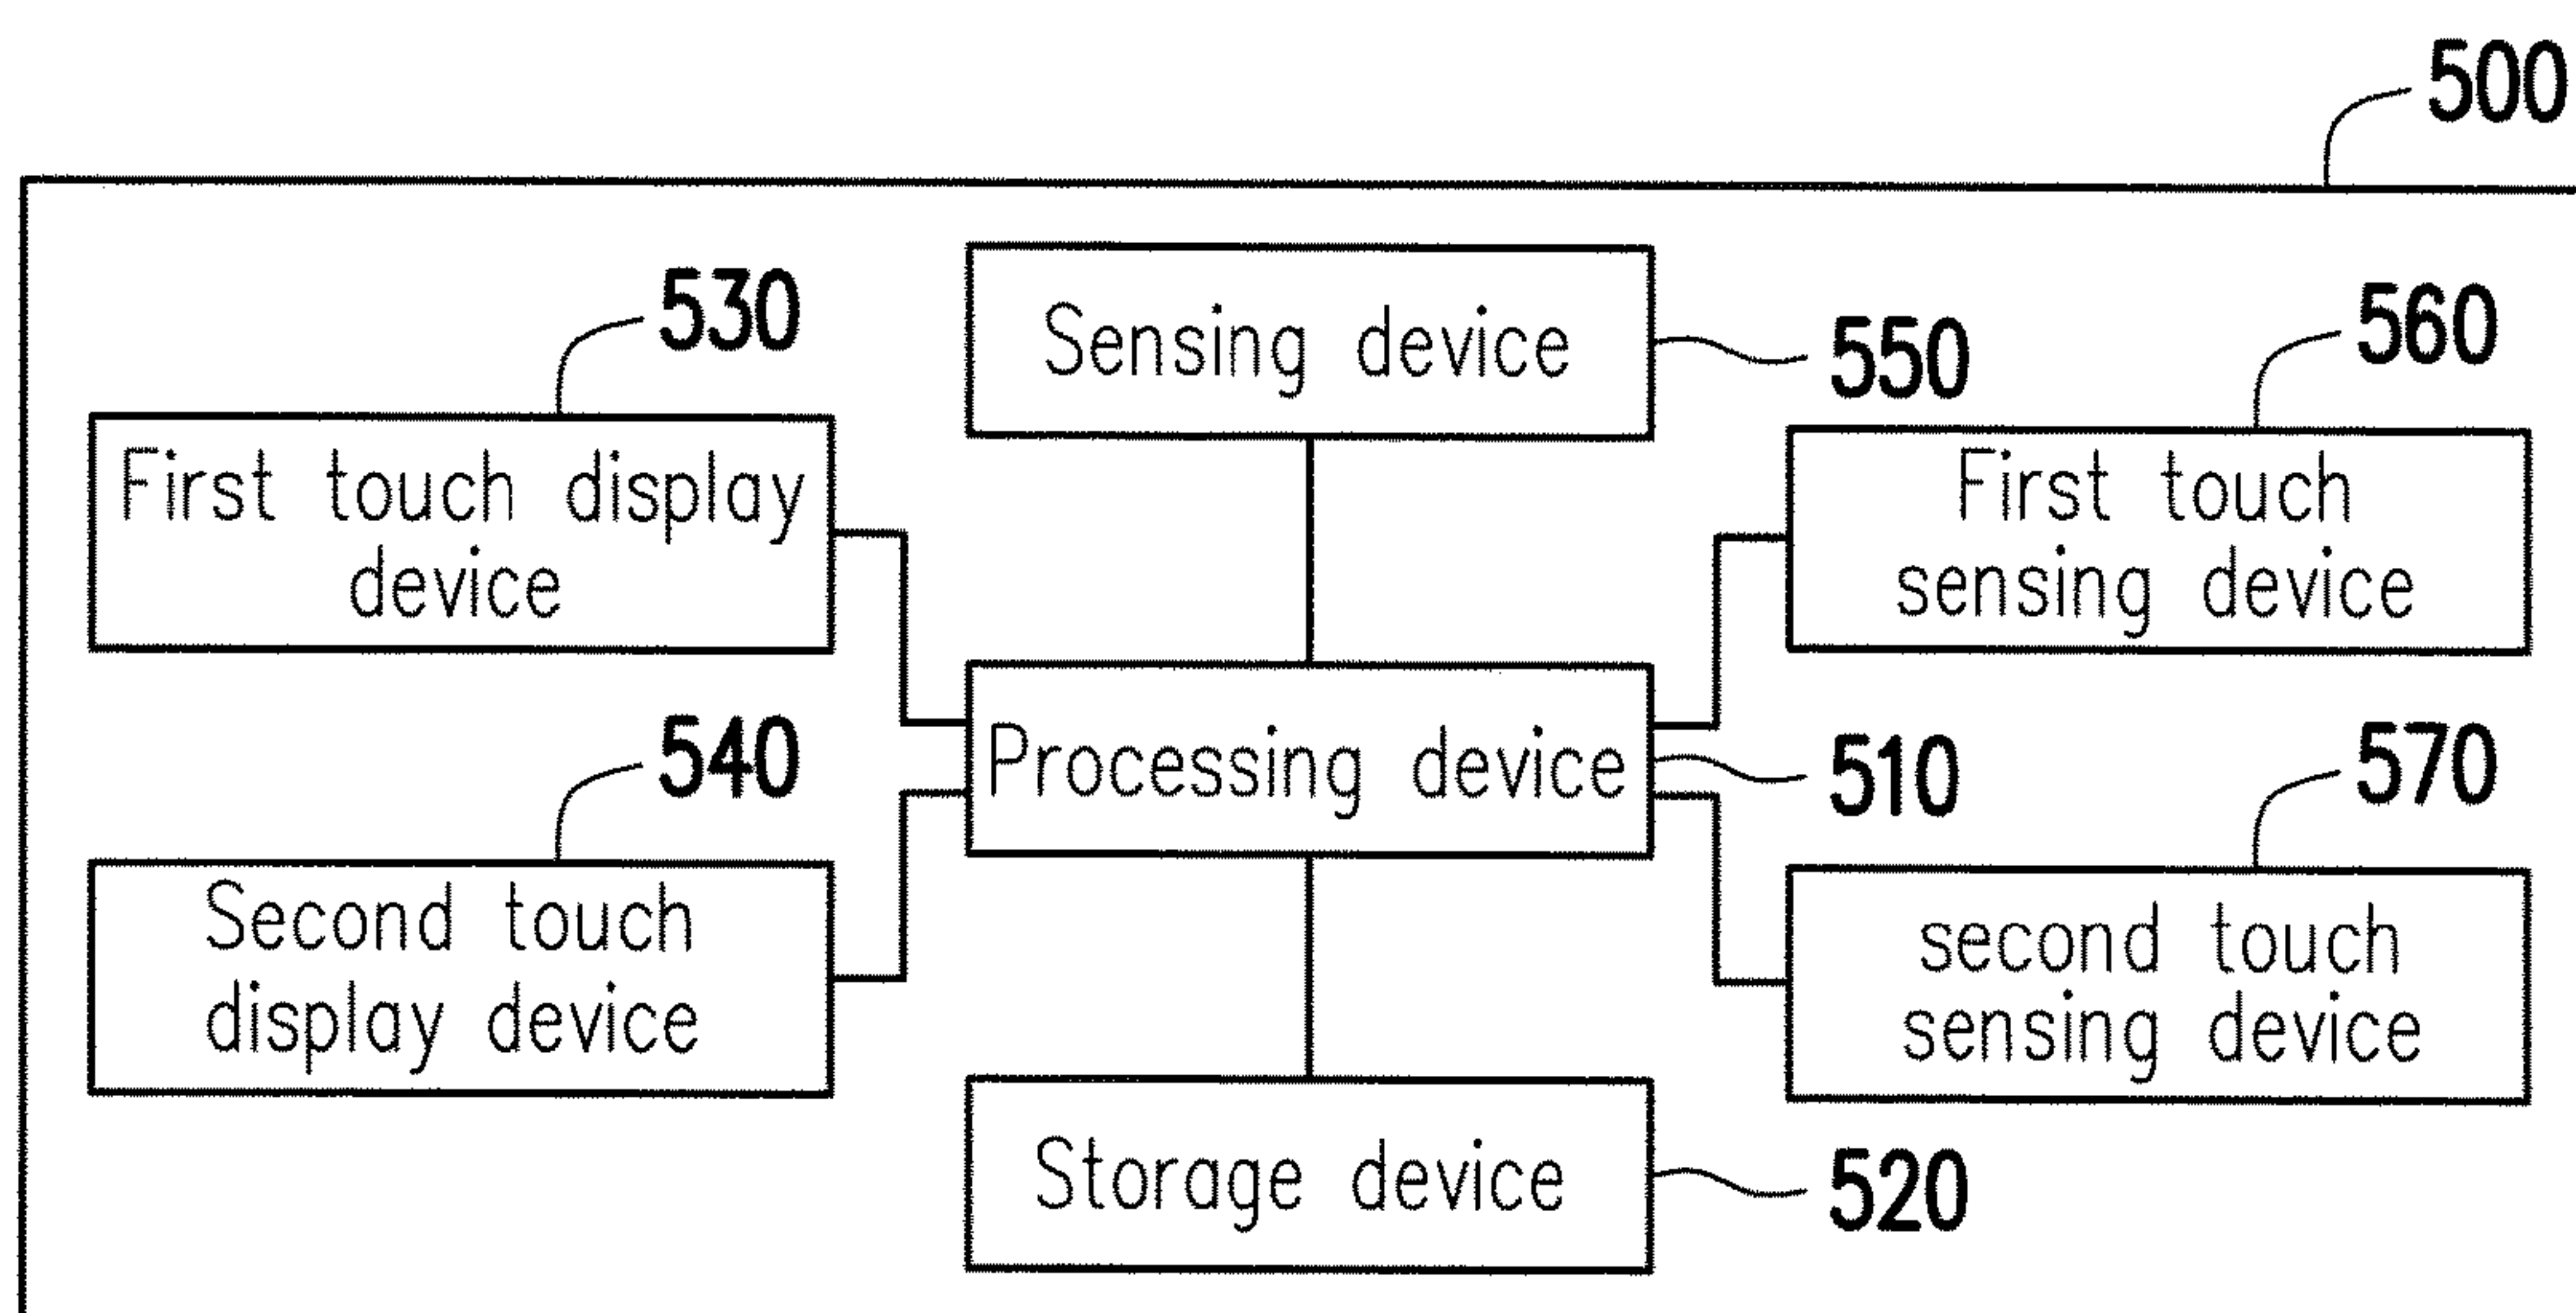 500
530
Sensing device
550
560
First touch display
device
First touch
sensing device
540
Processing device
510
570
Second touch
display device
second touch
sensing device
Storage device
520